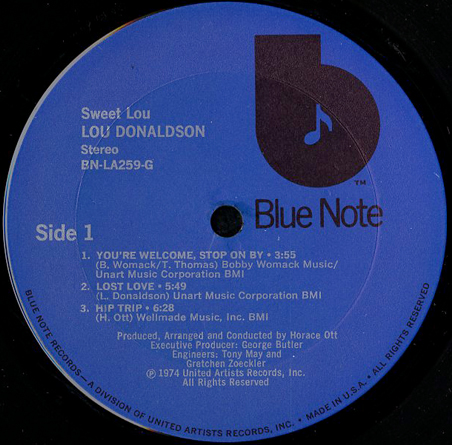 Sweet Lou
LOU DONALDSON
Stereo
BN-LA259-G
b
TM
Blue Note
Side 1
1. YOU'RE WELCOME, STOP ON BY • 3:55
(B. Womack/T. Thomas) Bobby Womack Music/
Unart Music Corporation BMI
2. LOST LOVE • 5:49
(L. Donaldson) Unart Music Corporation BMI
3. HIP TRIP • 6:28
(H. Ott) Wellmade Music, Inc. BMI
Produced, Arranged and Conducted by Horace Ott
Executive Producer: George Butler
Engineers: Tony May and
Gretchen Zoeckler
℗ 1974 United Artists Records, Inc.
All Rights Reserved
BLUE NOTE RECORDS—A DIVISION OF UNITED ARTISTS RECORDS, INC. • MADE IN U.S.A. • ALL RIGHTS RESERVED